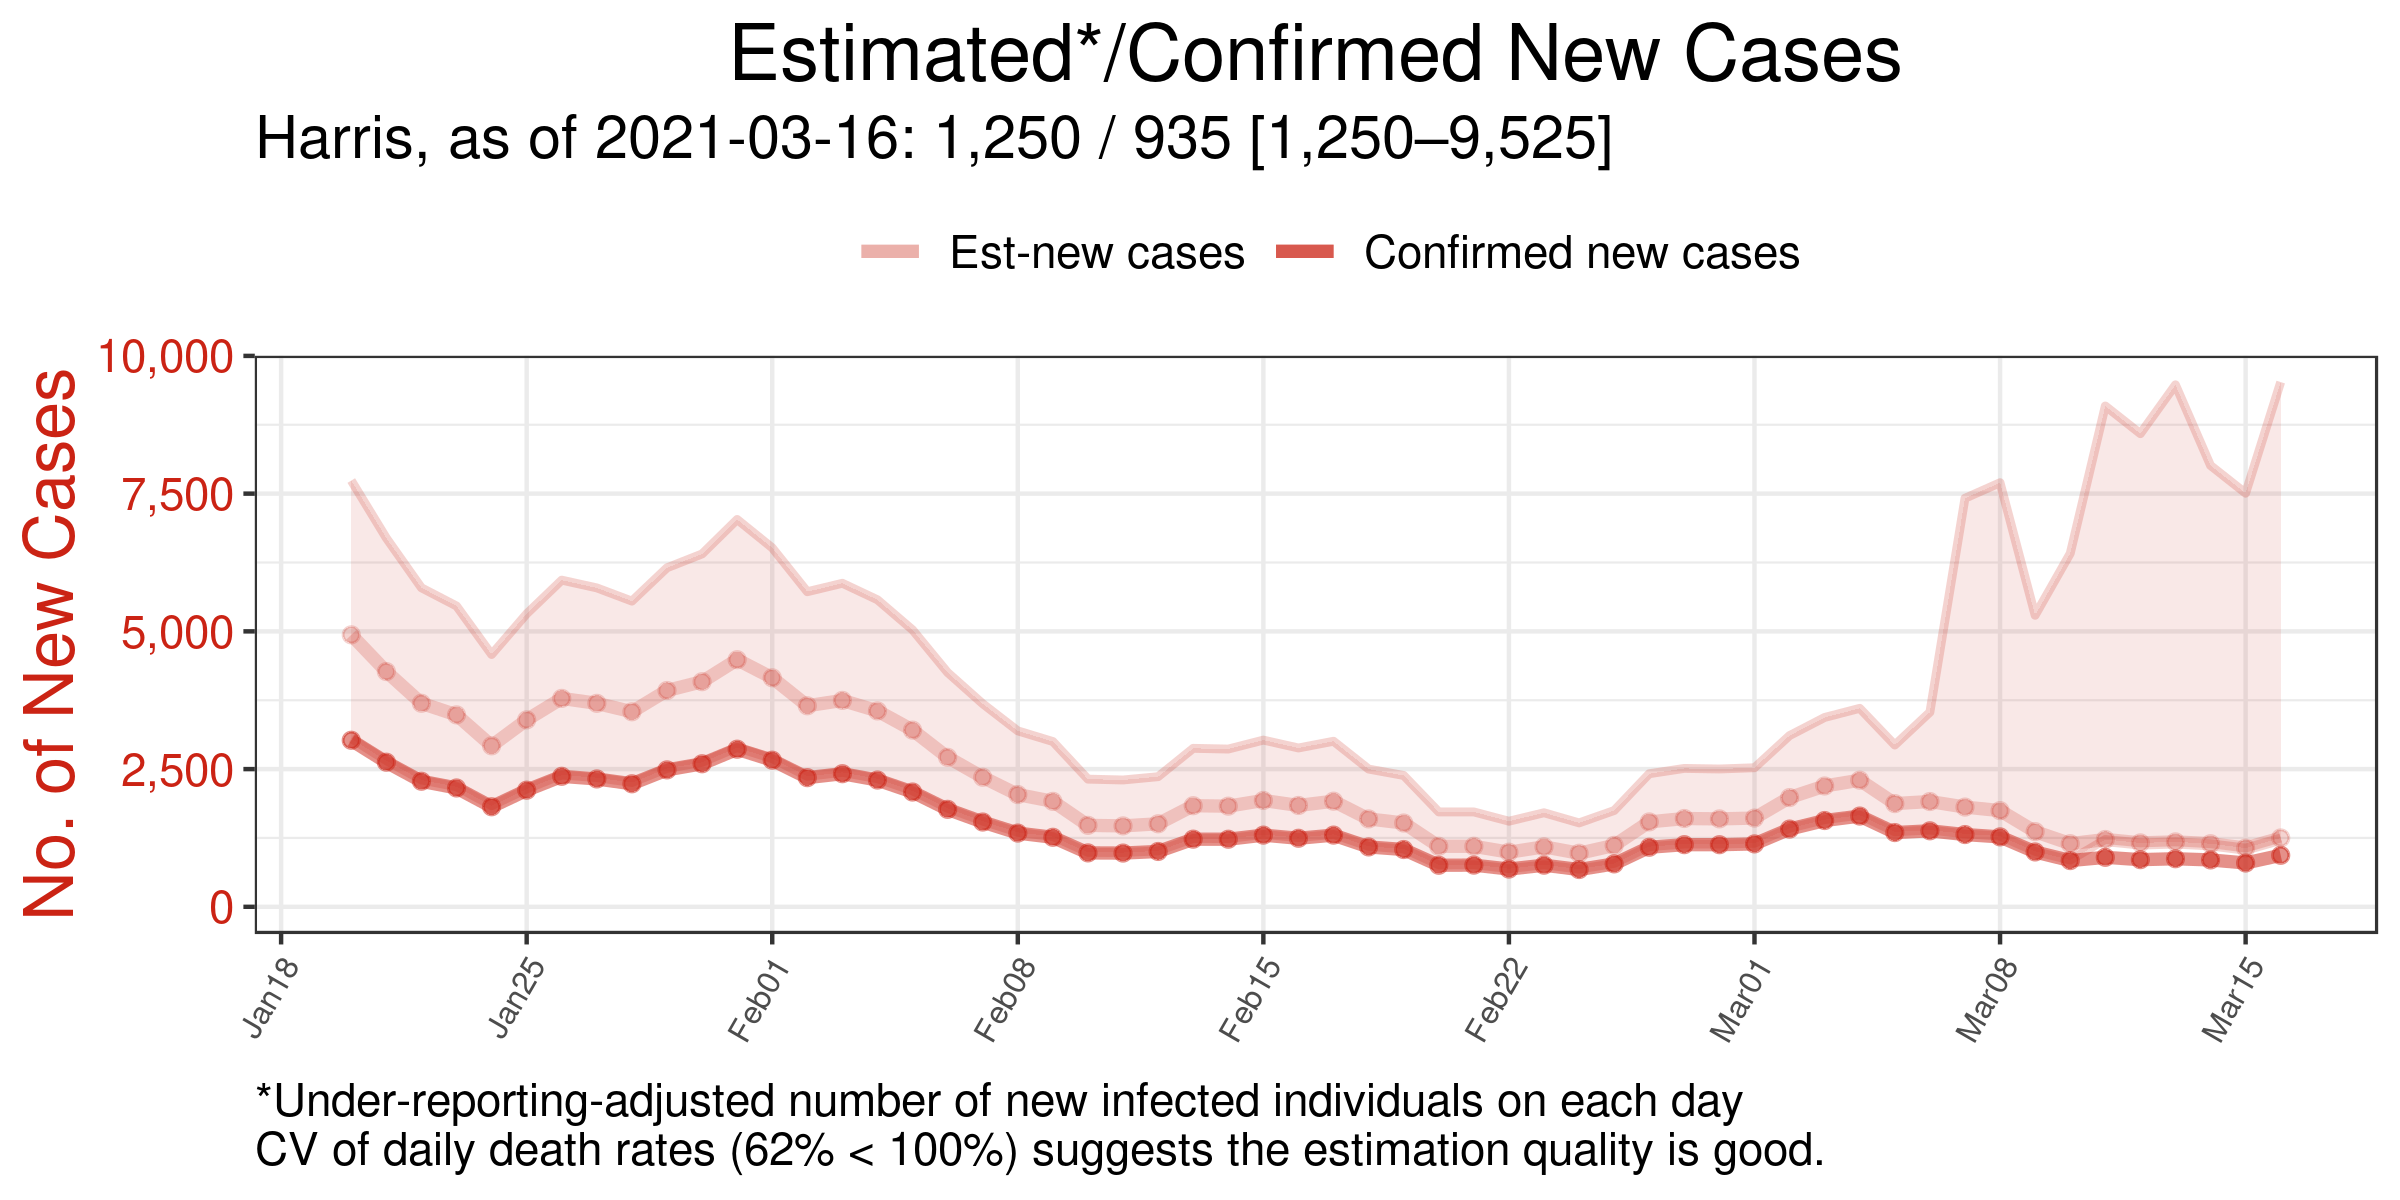 Estimated*/Confirmed New Cases
Harris, as of 2021-03-16: 1,250 / 935 [1,250–9,525]
Est-new cases
Confirmed new cases
No. of New Cases
10,000
7,500
5,000
2,500
0
Jan18
Jan25
Feb01
Feb08
Feb15
Feb22
Mar01
Mar08
Mar15
*Under-reporting-adjusted number of new infected individuals on each day
CV of daily death rates (62% < 100%) suggests the estimation quality is good.